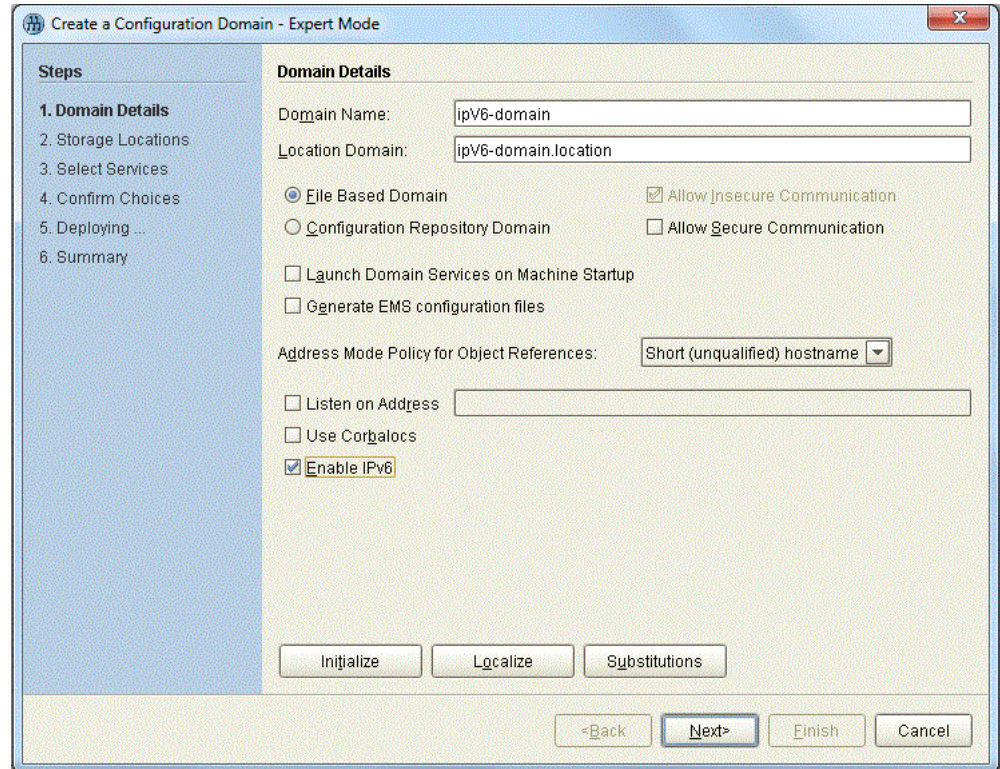 Create a Configuration Domain - Expert Mode
Steps
1. Domain Details
2. Storage Locations
3. Select Services
4. Confirm Choices
5. Deploying ...
6. Summary
Domain Details
Domain Name: ipV6-domain
Location Domain: ipV6-domain.location
File Based Domain Allow Insecure Communication
Configuration Repository Domain Allow Secure Communication
Launch Domain Services on Machine Startup
Generate EMS configuration files
Address Mode Policy for Object References: Short (unqualified) hostname
Listen on Address
Use Corbalocs
Enable IPv6
Initialize Localize Substitutions
<Back Next> Finish Cancel